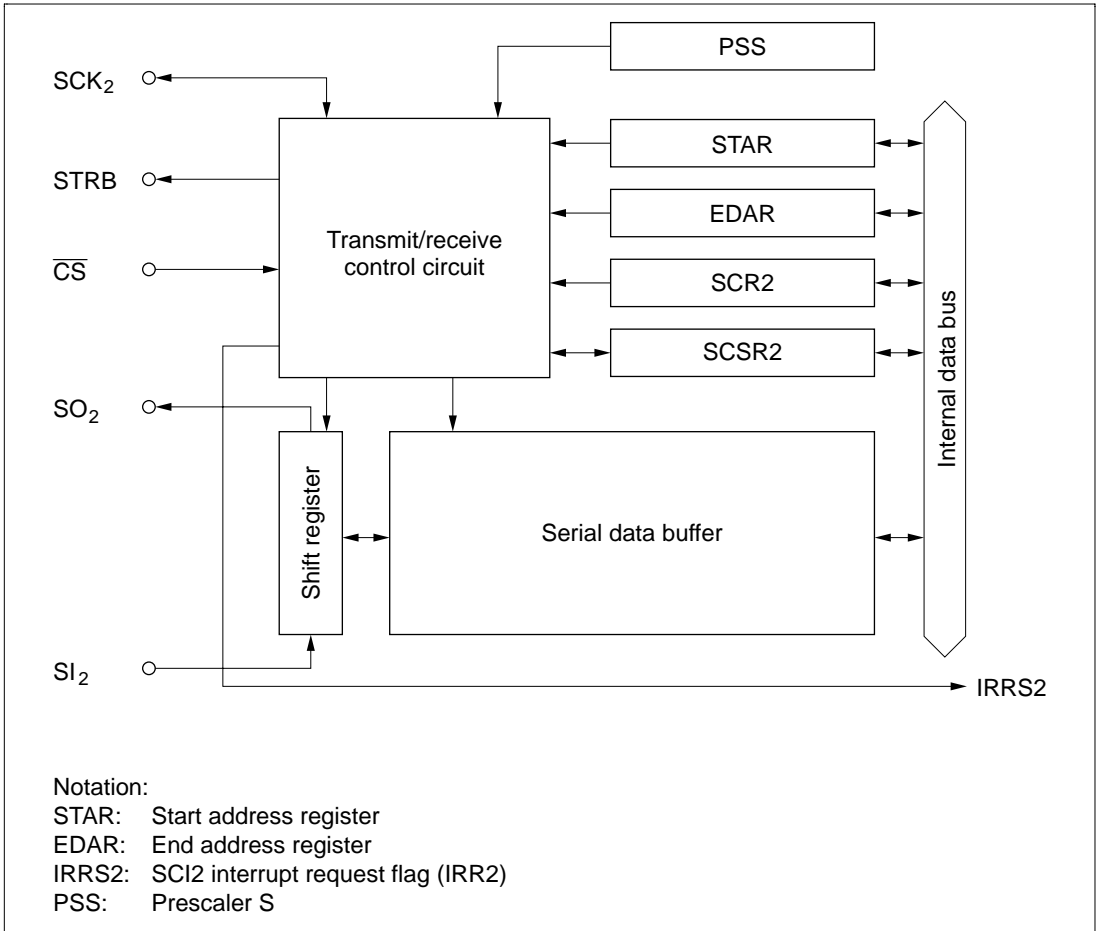 PSS
SCK₂
STAR
STRB
EDAR
Transmit/receive
control circuit
C̅S̅
SCR2
SCSR2
Internal data bus
SO₂
Shift register
Serial data buffer
SI₂
IRRS2
Notation:
STAR: Start address register
EDAR: End address register
IRRS2: SCI2 interrupt request flag (IRR2)
PSS: Prescaler S